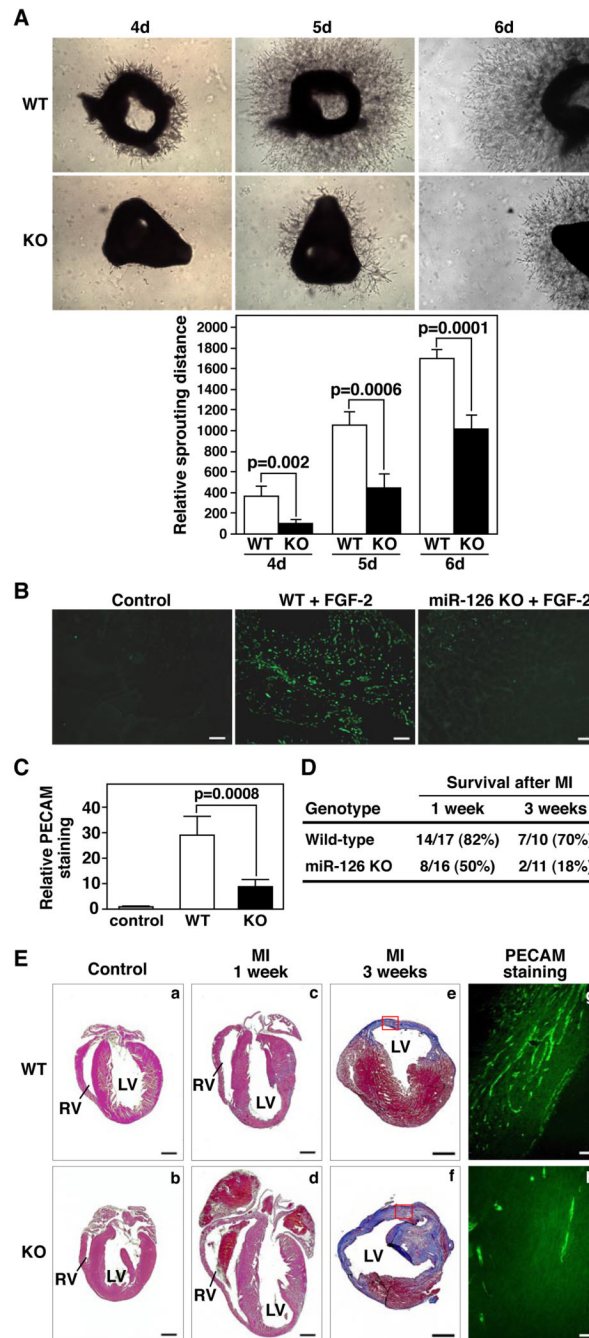 A
4d 5d 6d
WT
KO
Relative sprouting distance
2000
1800
1600
1400
1200
1000
800
600
400
200
0
p=0.002
p=0.0006
p=0.0001
WT KO WT KO WT KO
4d 5d 6d
B
Control WT + FGF-2 miR-126 KO + FGF-2
C
Relative PECAM
staining
40
30
20
10
0
p=0.0008
control WT KO
D
Survival after MI
Genotype 1 week 3 weeks
Wild-type 14/17 (82%) 7/10 (70%)
miR-126 KO 8/16 (50%) 2/11 (18%)
E
Control MI 1 week MI 3 weeks PECAM staining
WT
a c e g
RV LV RV LV LV
KO
b d f
RV LV RV LV LV